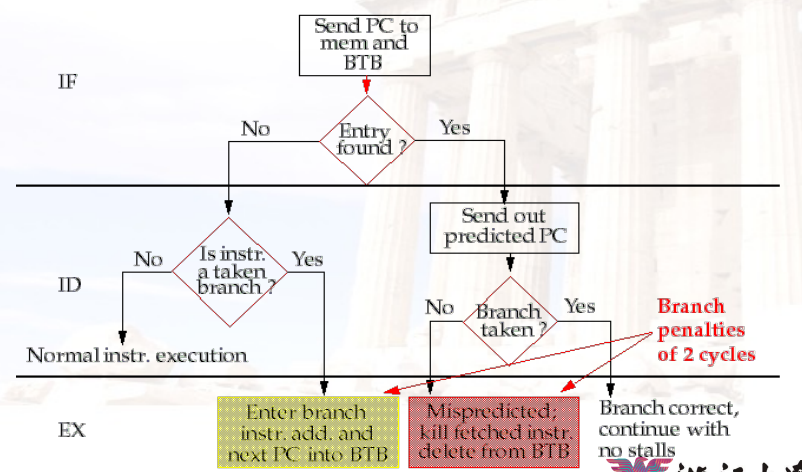 Send PC to
mem and
BTB
IF
No
Entry
found ?
Yes
Send out
predicted PC
No
Is instr.
a taken
branch ?
Yes
ID
No
Branch
taken ?
Yes
Branch
penalties
of 2 cycles
Normal instr. execution
EX
Enter branch
instr. add. and
next PC into BTB
Mispredicted;
kill fetched instr.
delete from BTB
Branch correct,
continue with
no stalls